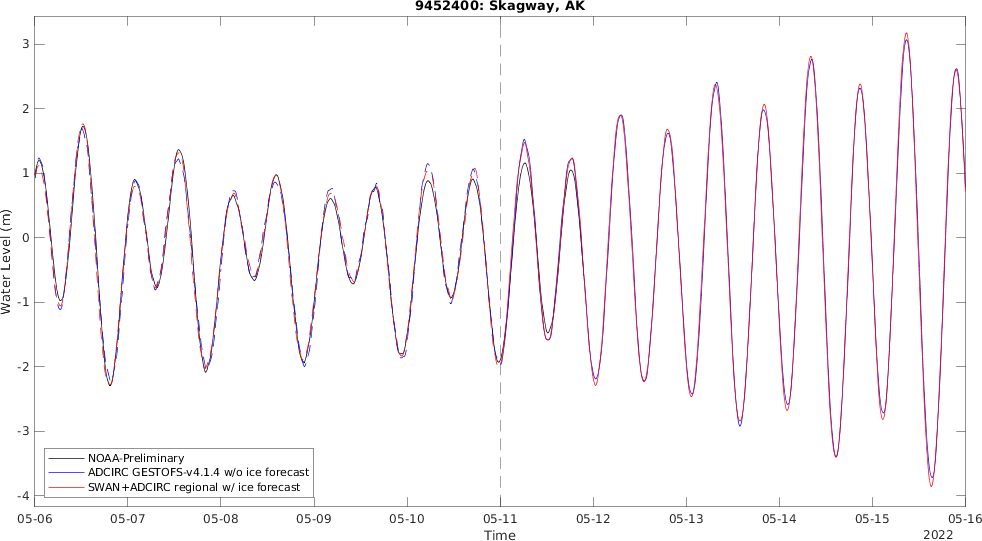 9452400: Skagway, AK
3
2
1
0
-1
-2
-3
-4
Water Level (m)
NOAA-Preliminary
ADCIRC GESTOFS-v4.1.4 w/o ice forecast
SWAN+ADCIRC regional w/ ice forecast
05-06 05-07 05-08 05-09 05-10 05-11 05-12 05-13 05-14 05-15 05-16
Time
2022